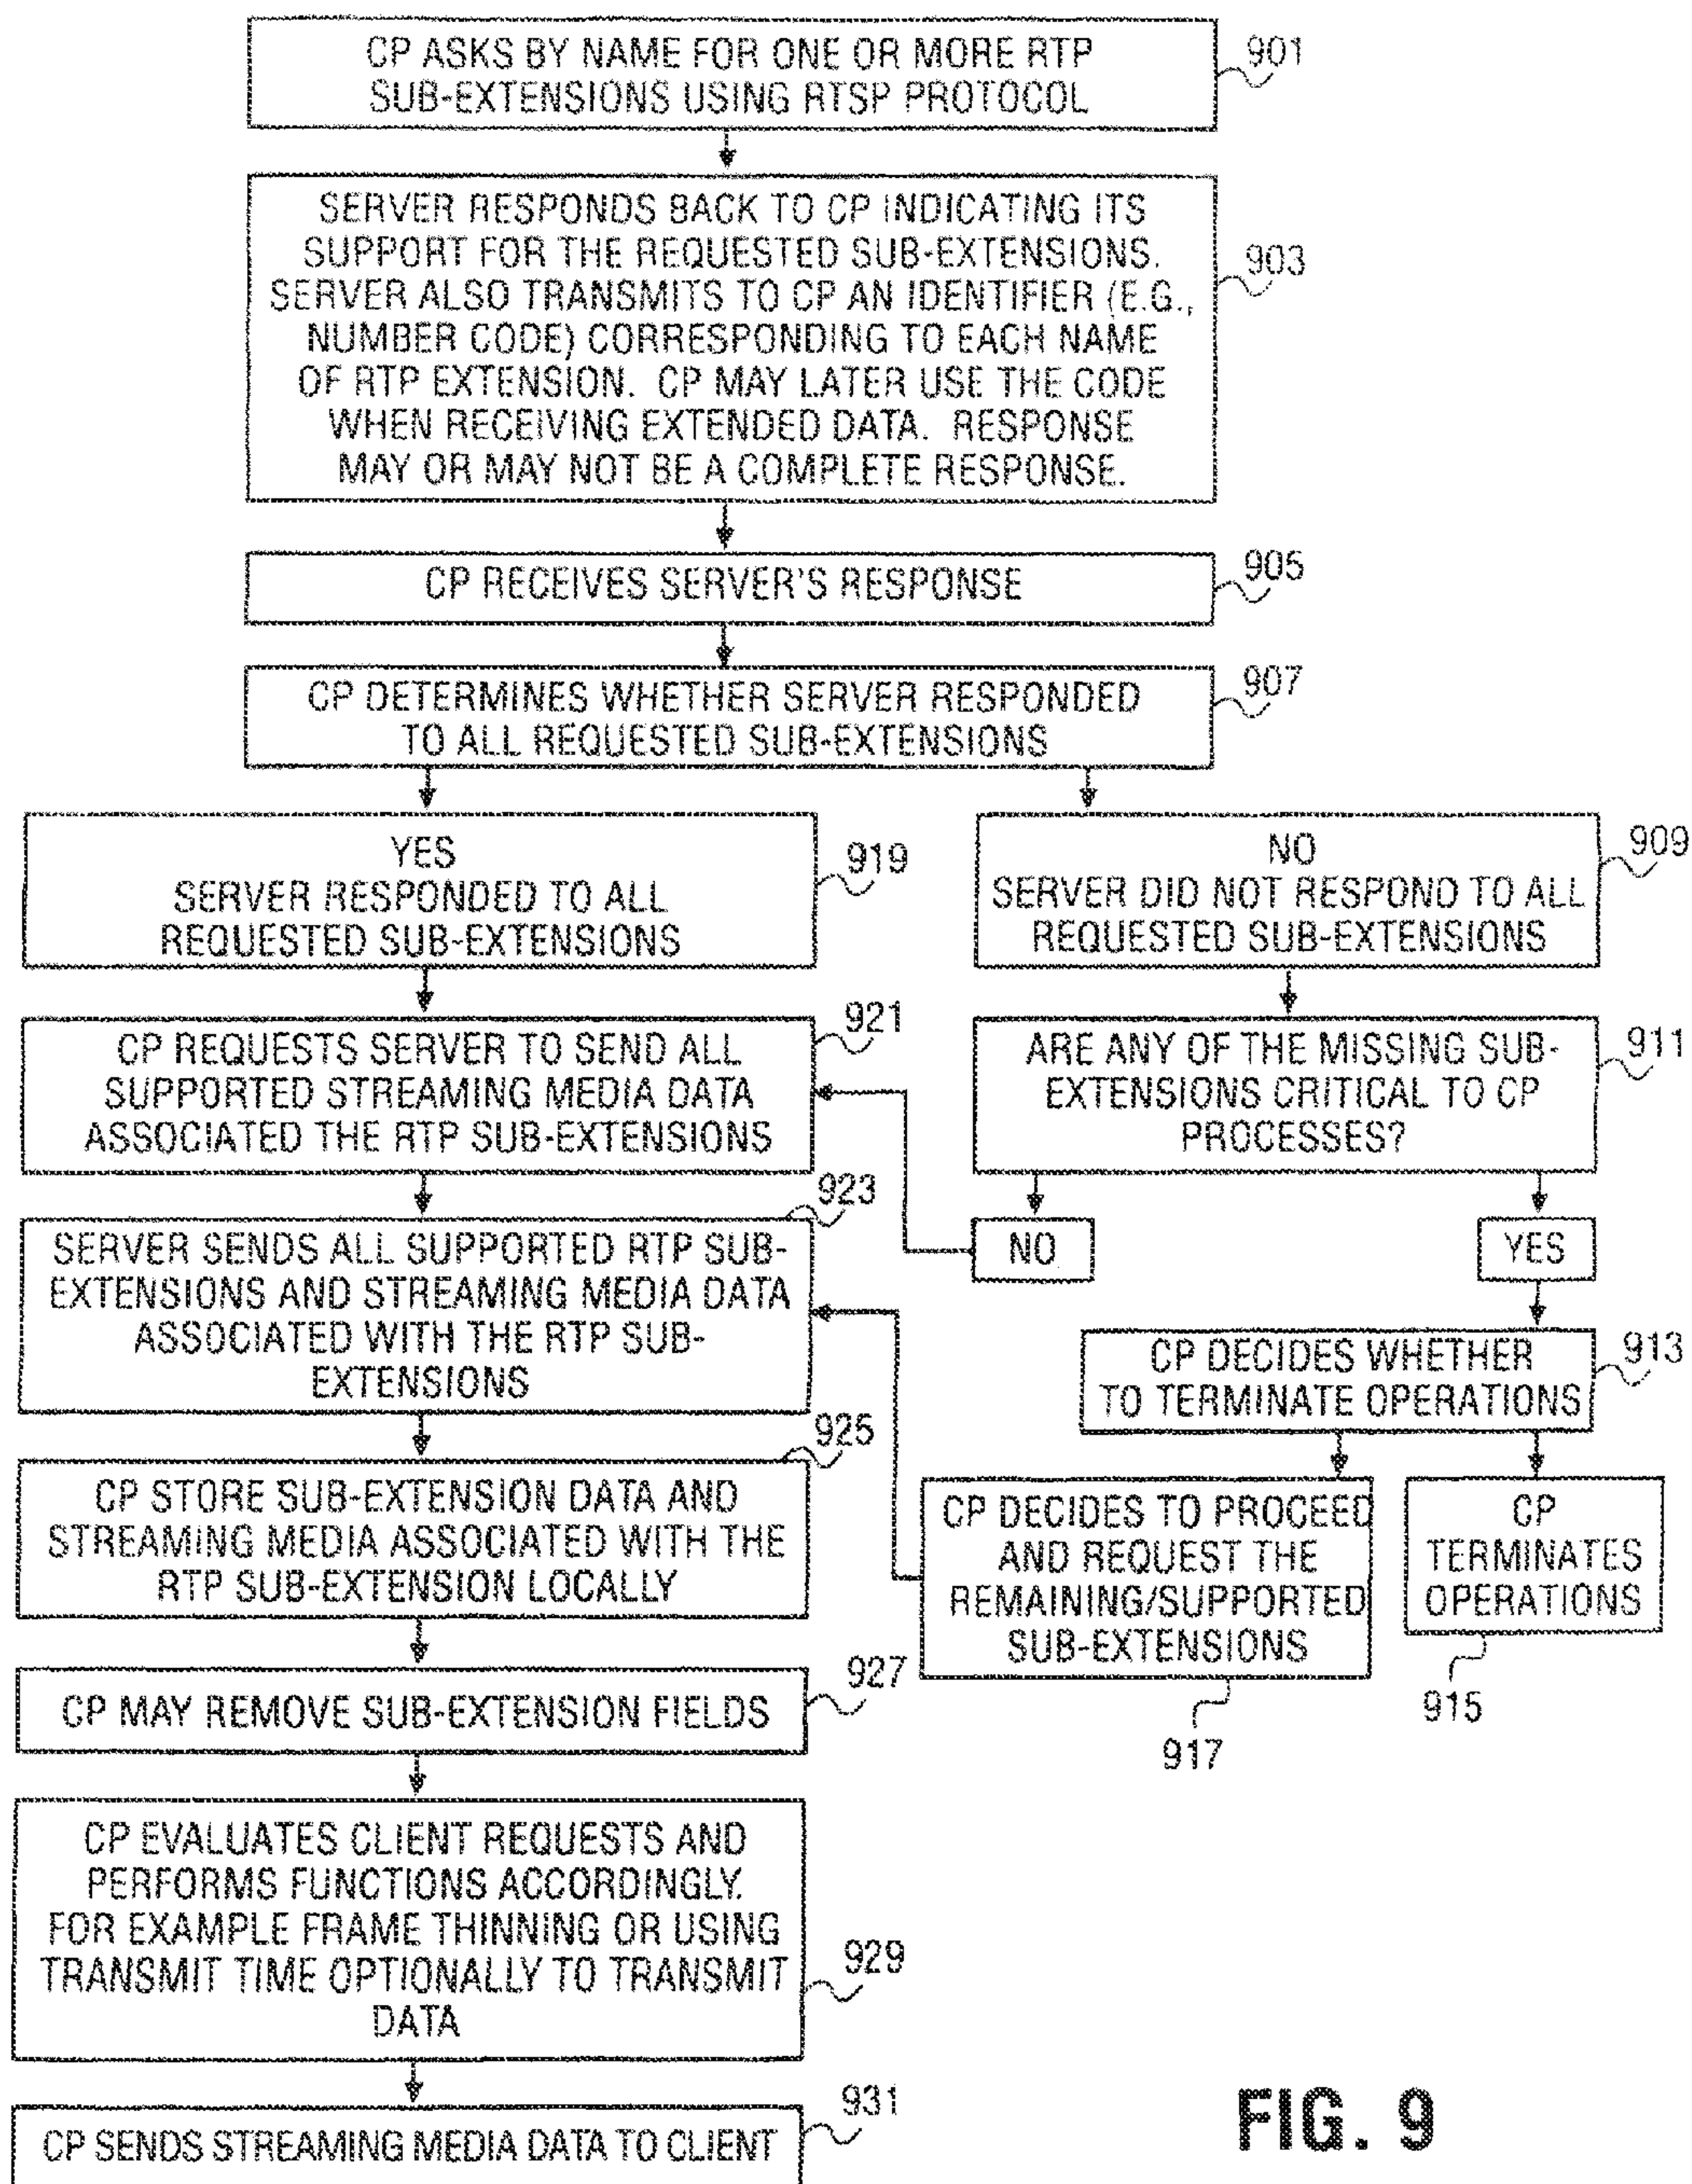 CP ASKS BY NAME FOR ONE OR MORE RTP
SUB-EXTENSIONS USING RTSP PROTOCOL
901
SERVER RESPONDS BACK TO CP INDICATING ITS
SUPPORT FOR THE REQUESTED SUB-EXTENSIONS.
SERVER ALSO TRANSMITS TO CP AN IDENTIFIER (E.G.,
NUMBER CODE) CORRESPONDING TO EACH NAME
OF RTP EXTENSION. CP MAY LATER USE THE CODE
WHEN RECEIVING EXTENDED DATA. RESPONSE
MAY OR MAY NOT BE A COMPLETE RESPONSE.
903
CP RECEIVES SERVER'S RESPONSE
905
CP DETERMINES WHETHER SERVER RESPONDED
TO ALL REQUESTED SUB-EXTENSIONS
907
YES
SERVER RESPONDED TO ALL
REQUESTED SUB-EXTENSIONS
919
NO
SERVER DID NOT RESPOND TO ALL
REQUESTED SUB-EXTENSIONS
909
CP REQUESTS SERVER TO SEND ALL
SUPPORTED STREAMING MEDIA DATA
ASSOCIATED THE RTP SUB-EXTENSIONS
921
ARE ANY OF THE MISSING SUB-
EXTENSIONS CRITICAL TO CP
PROCESSES?
911
NO
YES
SERVER SENDS ALL SUPPORTED RTP SUB-
EXTENSIONS AND STREAMING MEDIA DATA
ASSOCIATED WITH THE RTP SUB-
EXTENSIONS
923
CP DECIDES WHETHER
TO TERMINATE OPERATIONS
913
CP STORE SUB-EXTENSION DATA AND
STREAMING MEDIA ASSOCIATED WITH THE
RTP SUB-EXTENSION LOCALLY
925
CP DECIDES TO PROCEED
AND REQUEST THE
REMAINING/SUPPORTED
SUB-EXTENSIONS
917
CP
TERMINATES
OPERATIONS
915
CP MAY REMOVE SUB-EXTENSION FIELDS
927
CP EVALUATES CLIENT REQUESTS AND
PERFORMS FUNCTIONS ACCORDINGLY.
FOR EXAMPLE FRAME THINNING OR USING
TRANSMIT TIME OPTIONALLY TO TRANSMIT
DATA
929
CP SENDS STREAMING MEDIA DATA TO CLIENT
931
FIG. 9